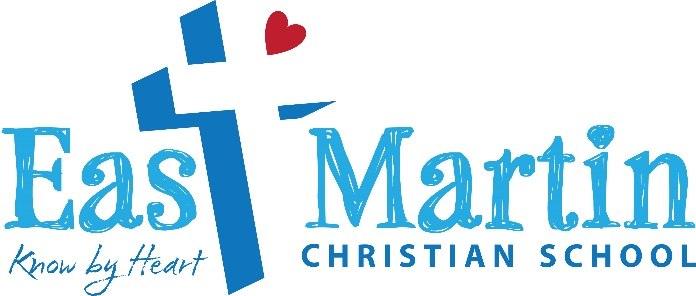 East Martin
Know by Heart
CHRISTIAN SCHOOL